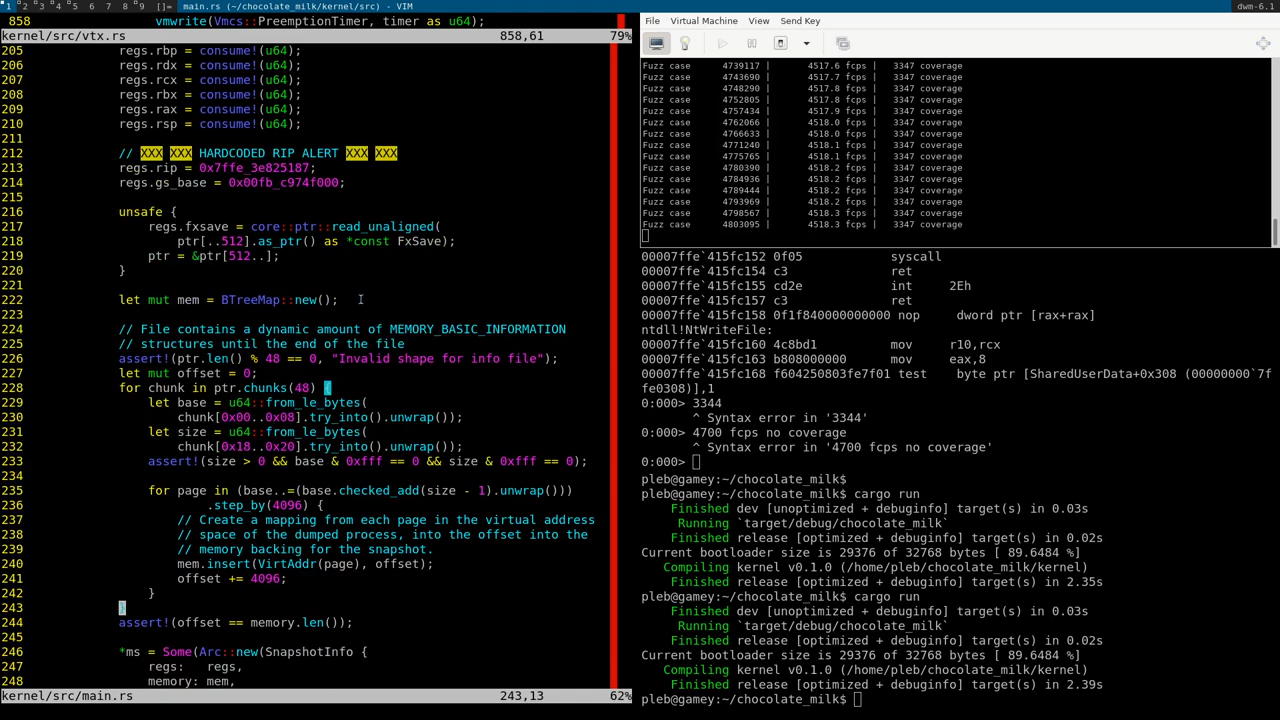 1 2 3 4 5 6 7 8 9 []= main.rs (~/chocolate_milk/kernel/src) - VIM dwm-6.1
858                 vmwrite(Vmcs::PreemptionTimer, timer as u64);
kernel/src/vtx.rs 858,61 79%
205             regs.rbp = consume!(u64);
206             regs.rdx = consume!(u64);
207             regs.rcx = consume!(u64);
208             regs.rbx = consume!(u64);
209             regs.rax = consume!(u64);
210             regs.rsp = consume!(u64);
211
212             // XXX XXX HARDCODED RIP ALERT XXX XXX
213             regs.rip = 0x7ffe_3e825187;
214             regs.gs_base = 0x00fb_c974f000;
215
216             unsafe {
217                 regs.fxsave = core::ptr::read_unaligned(
218                     ptr[..512].as_ptr() as *const FxSave);
219                 ptr = &ptr[512..];
220             }
221
222             let mut mem = BTreeMap::new();
223
224             // File contains a dynamic amount of MEMORY_BASIC_INFORMATION
225             // structures until the end of the file
226             assert!(ptr.len() % 48 == 0, "Invalid shape for info file");
227             let mut offset = 0;
228             for chunk in ptr.chunks(48) {
229                 let base = u64::from_le_bytes(
230                     chunk[0x00..0x08].try_into().unwrap());
231                 let size = u64::from_le_bytes(
232                     chunk[0x18..0x20].try_into().unwrap());
233                 assert!(size > 0 && base & 0xfff == 0 && size & 0xfff == 0);
234
235                 for page in (base..=(base.checked_add(size - 1).unwrap()))
236                         .step_by(4096) {
237                     // Create a mapping from each page in the virtual address
238                     // space of the dumped process, into the offset into the
239                     // memory backing for the snapshot.
240                     mem.insert(VirtAddr(page), offset);
241                     offset += 4096;
242                 }
243             }
244             assert!(offset == memory.len());
245
246             *ms = Some(Arc::new(SnapshotInfo {
247                 regs:   regs,
248                 memory: mem,
kernel/src/main.rs 243,13 62%
File Virtual Machine View Send Key
Fuzz case     4739117 |      4517.6 fcps |   3347 coverage
Fuzz case     4743690 |      4517.7 fcps |   3347 coverage
Fuzz case     4748290 |      4517.8 fcps |   3347 coverage
Fuzz case     4752805 |      4517.8 fcps |   3347 coverage
Fuzz case     4757434 |      4517.9 fcps |   3347 coverage
Fuzz case     4762066 |      4518.0 fcps |   3347 coverage
Fuzz case     4766633 |      4518.0 fcps |   3347 coverage
Fuzz case     4771240 |      4518.1 fcps |   3347 coverage
Fuzz case     4775765 |      4518.1 fcps |   3347 coverage
Fuzz case     4780390 |      4518.2 fcps |   3347 coverage
Fuzz case     4784936 |      4518.2 fcps |   3347 coverage
Fuzz case     4789444 |      4518.2 fcps |   3347 coverage
Fuzz case     4793969 |      4518.2 fcps |   3347 coverage
Fuzz case     4798567 |      4518.3 fcps |   3347 coverage
Fuzz case     4803095 |      4518.3 fcps |   3347 coverage
00007ffe`415fc152 0f05            syscall
00007ffe`415fc154 c3              ret
00007ffe`415fc155 cd2e            int     2Eh
00007ffe`415fc157 c3              ret
00007ffe`415fc158 0f1f840000000000 nop     dword ptr [rax+rax]
ntdll!NtWriteFile:
00007ffe`415fc160 4c8bd1          mov     r10,rcx
00007ffe`415fc163 b808000000      mov     eax,8
00007ffe`415fc168 f604250803fe7f01 test    byte ptr [SharedUserData+0x308 (00000000`7f
fe0308)],1
0:000> 3344
       ^ Syntax error in '3344'
0:000> 4700 fcps no coverage
       ^ Syntax error in '4700 fcps no coverage'
0:000>
pleb@gamey:~/chocolate_milk$
pleb@gamey:~/chocolate_milk$ cargo run
    Finished dev [unoptimized + debuginfo] target(s) in 0.03s
     Running `target/debug/chocolate_milk`
    Finished release [optimized + debuginfo] target(s) in 0.02s
Current bootloader size is 29376 of 32768 bytes [ 89.6484 %]
   Compiling kernel v0.1.0 (/home/pleb/chocolate_milk/kernel)
    Finished release [optimized + debuginfo] target(s) in 2.35s
pleb@gamey:~/chocolate_milk$ cargo run
    Finished dev [unoptimized + debuginfo] target(s) in 0.03s
     Running `target/debug/chocolate_milk`
    Finished release [optimized + debuginfo] target(s) in 0.02s
Current bootloader size is 29376 of 32768 bytes [ 89.6484 %]
   Compiling kernel v0.1.0 (/home/pleb/chocolate_milk/kernel)
    Finished release [optimized + debuginfo] target(s) in 2.39s
pleb@gamey:~/chocolate_milk$